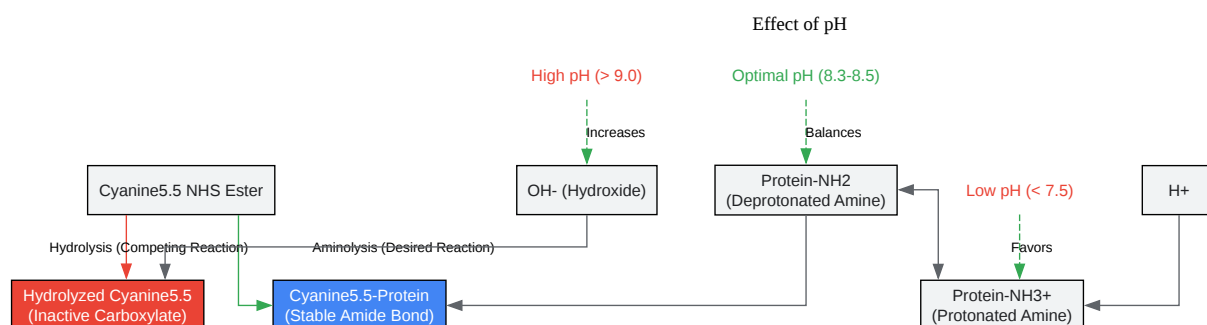 Effect of pH
High pH (> 9.0)
Optimal pH (8.3-8.5)
Increases
Balances
Cyanine5.5 NHS Ester
OH- (Hydroxide)
Protein-NH2
(Deprotonated Amine)
Low pH (< 7.5)
H+
Hydrolysis (Competing Reaction)
Aminolysis (Desired Reaction)
Favors
Hydrolyzed Cyanine5.5
(Inactive Carboxylate)
Cyanine5.5-Protein
(Stable Amide Bond)
Protein-NH3+
(Protonated Amine)